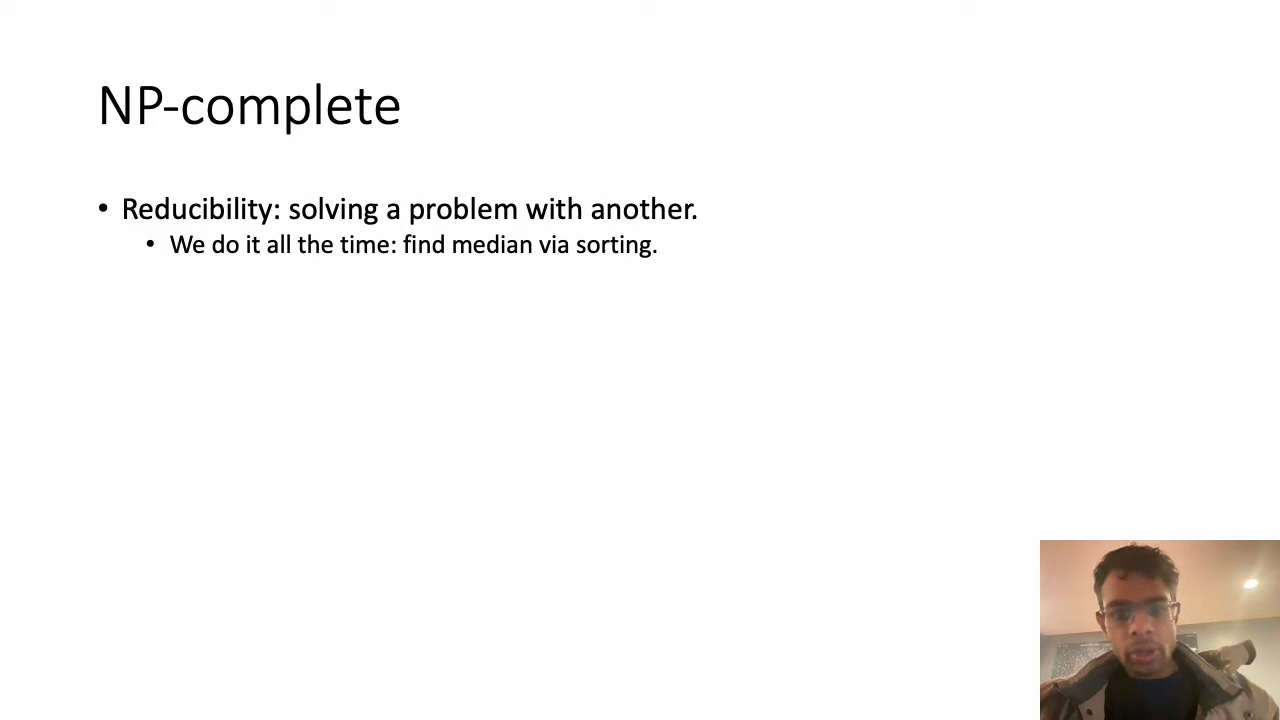 NP-complete
• Reducibility: solving a problem with another.
• We do it all the time: find median via sorting.